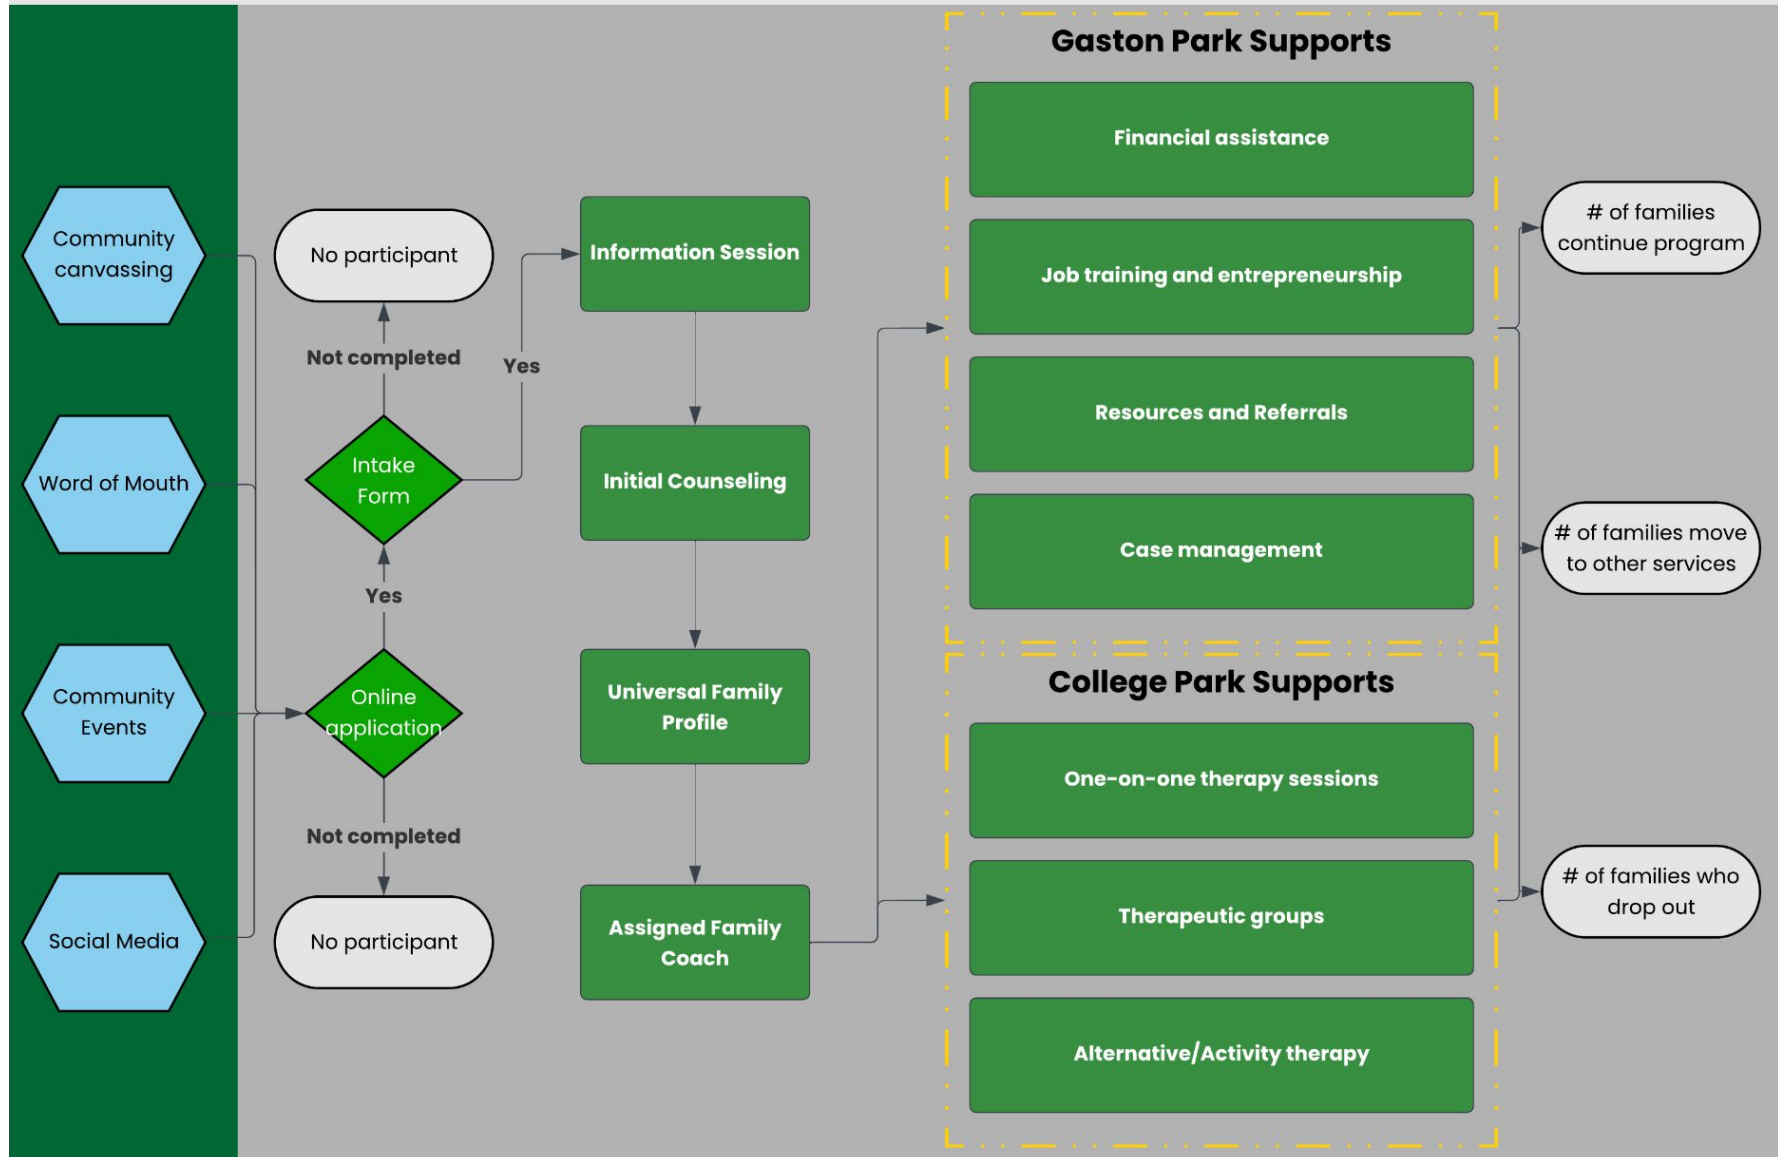 Community
canvassing
Word of Mouth
Community
Events
Social Media
No participant
Not completed
Intake
Form
Yes
Online
application
Not completed
No participant
Yes
Information Session
Initial Counseling
Universal Family
Profile
Assigned Family
Coach
Gaston Park Supports
Financial assistance
Job training and entrepreneurship
Resources and Referrals
Case management
College Park Supports
One-on-one therapy sessions
Therapeutic groups
Alternative/Activity therapy
# of families
continue program
# of families move
to other services
# of families who
drop out